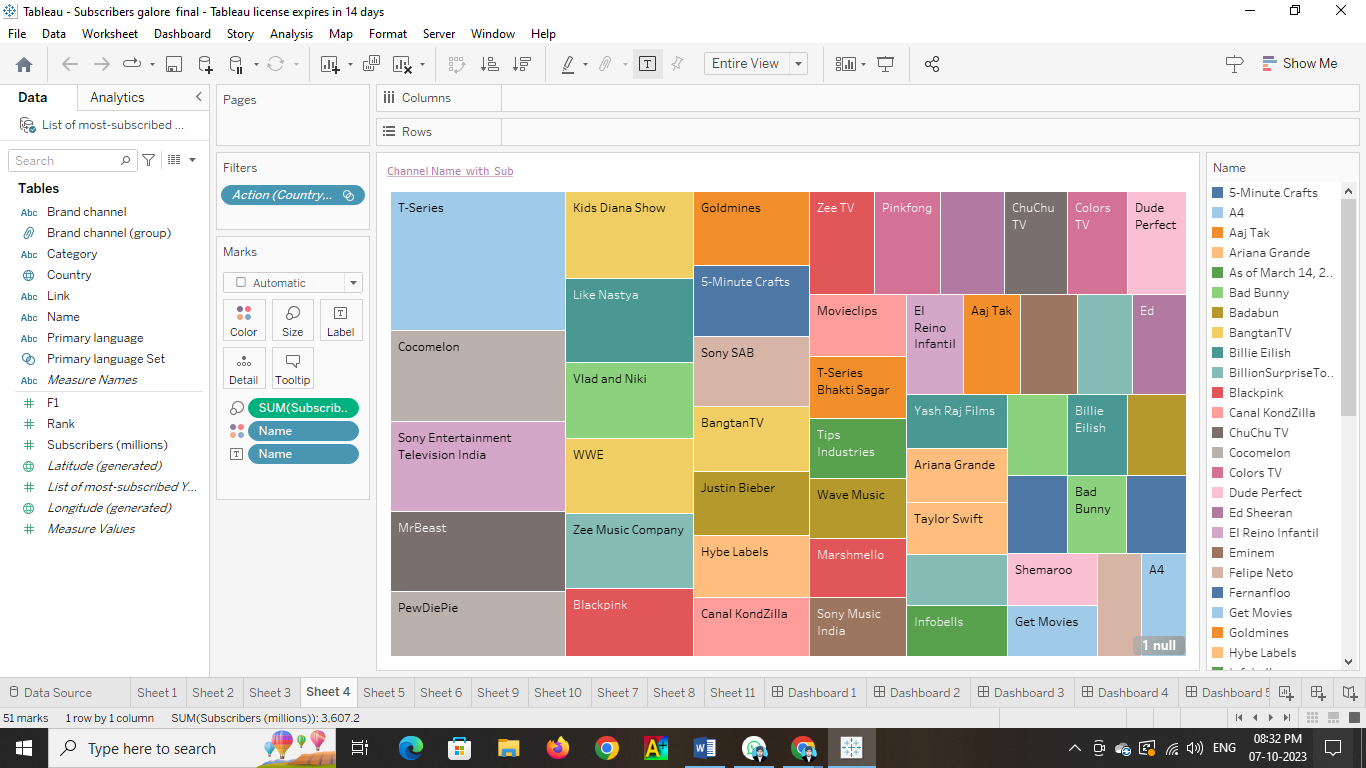 Tableau - Subscribers galore final - Tableau license expires in 14 days
File Data Worksheet Dashboard Story Analysis Map Format Server Window Help
Entire View
Show Me
Data Analytics
List of most-subscribed ...
Search
Tables
Abc Brand channel
Brand channel (group)
Abc Category
Country
Abc Link
Abc Name
Abc Primary language
Primary language Set
Abc Measure Names
F1
Rank
Subscribers (millions)
Latitude (generated)
List of most-subscribed Y...
Longitude (generated)
Measure Values
Pages
Filters
Action (Country,..
Marks
Automatic
Color Size Label
Detail Tooltip
SUM(Subscrib..
Name
Name
Columns
Rows
Channel Name with Sub
T-Series
Cocomelon
Sony Entertainment
Television India
MrBeast
PewDiePie
Kids Diana Show
Like Nastya
Vlad and Niki
WWE
Zee Music Company
Blackpink
Goldmines
5-Minute Crafts
Sony SAB
BangtanTV
Justin Bieber
Hybe Labels
Canal KondZilla
Zee TV
Pinkfong
ChuChu
TV
Colors
TV
Dude
Perfect
Movieclips
T-Series
Bhakti Sagar
Tips
Industries
Wave Music
Marshmello
Sony Music
India
El
Reino
Infantil
Aaj Tak
Ed
Yash Raj Films
Ariana Grande
Taylor Swift
Infobells
Billie
Eilish
Bad
Bunny
Shemaroo
Get Movies
A4
1 null
Name
5-Minute Crafts
A4
Aaj Tak
Ariana Grande
As of March 14, 2..
Bad Bunny
Badabun
BangtanTV
Billie Eilish
BillionSurpriseTo..
Blackpink
Canal KondZilla
ChuChu TV
Cocomelon
Colors TV
Dude Perfect
Ed Sheeran
El Reino Infantil
Eminem
Felipe Neto
Fernanfloo
Get Movies
Goldmines
Hybe Labels
Data Source Sheet 1 Sheet 2 Sheet 3 Sheet 4 Sheet 5 Sheet 6 Sheet 9 Sheet 10 Sheet 7 Sheet 8 Sheet 11 Dashboard 1 Dashboard 2 Dashboard 3 Dashboard 4 Dashboard 5
51 marks 1 row by 1 column SUM(Subscribers (millions)): 3,607.2
Type here to search
ENG
08:32 PM
07-10-2023